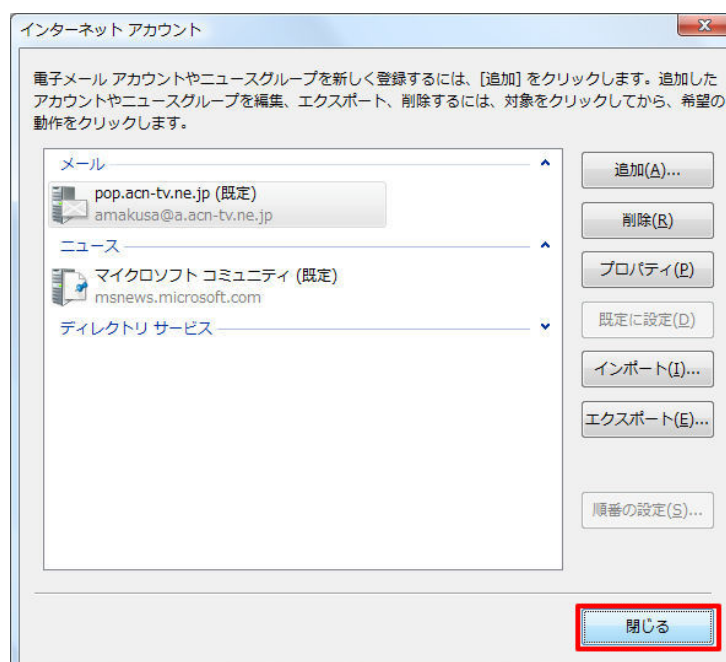 インターネット アカウント
電子メール アカウントやニュースグループを新しく登録するには、[追加] をクリックします。追加した
アカウントやニュースグループを編集、エクスポート、削除するには、対象をクリックしてから、希望の
動作をクリックします。
メール
pop.acn-tv.ne.jp (既定)
amakusa@a.acn-tv.ne.jp
ニュース
マイクロソフト コミュニティ (既定)
msnews.microsoft.com
ディレクトリ サービス
追加(A)...
削除(R)
プロパティ(P)
既定に設定(D)
インポート(I)...
エクスポート(E)...
順番の設定(S)...
閉じる